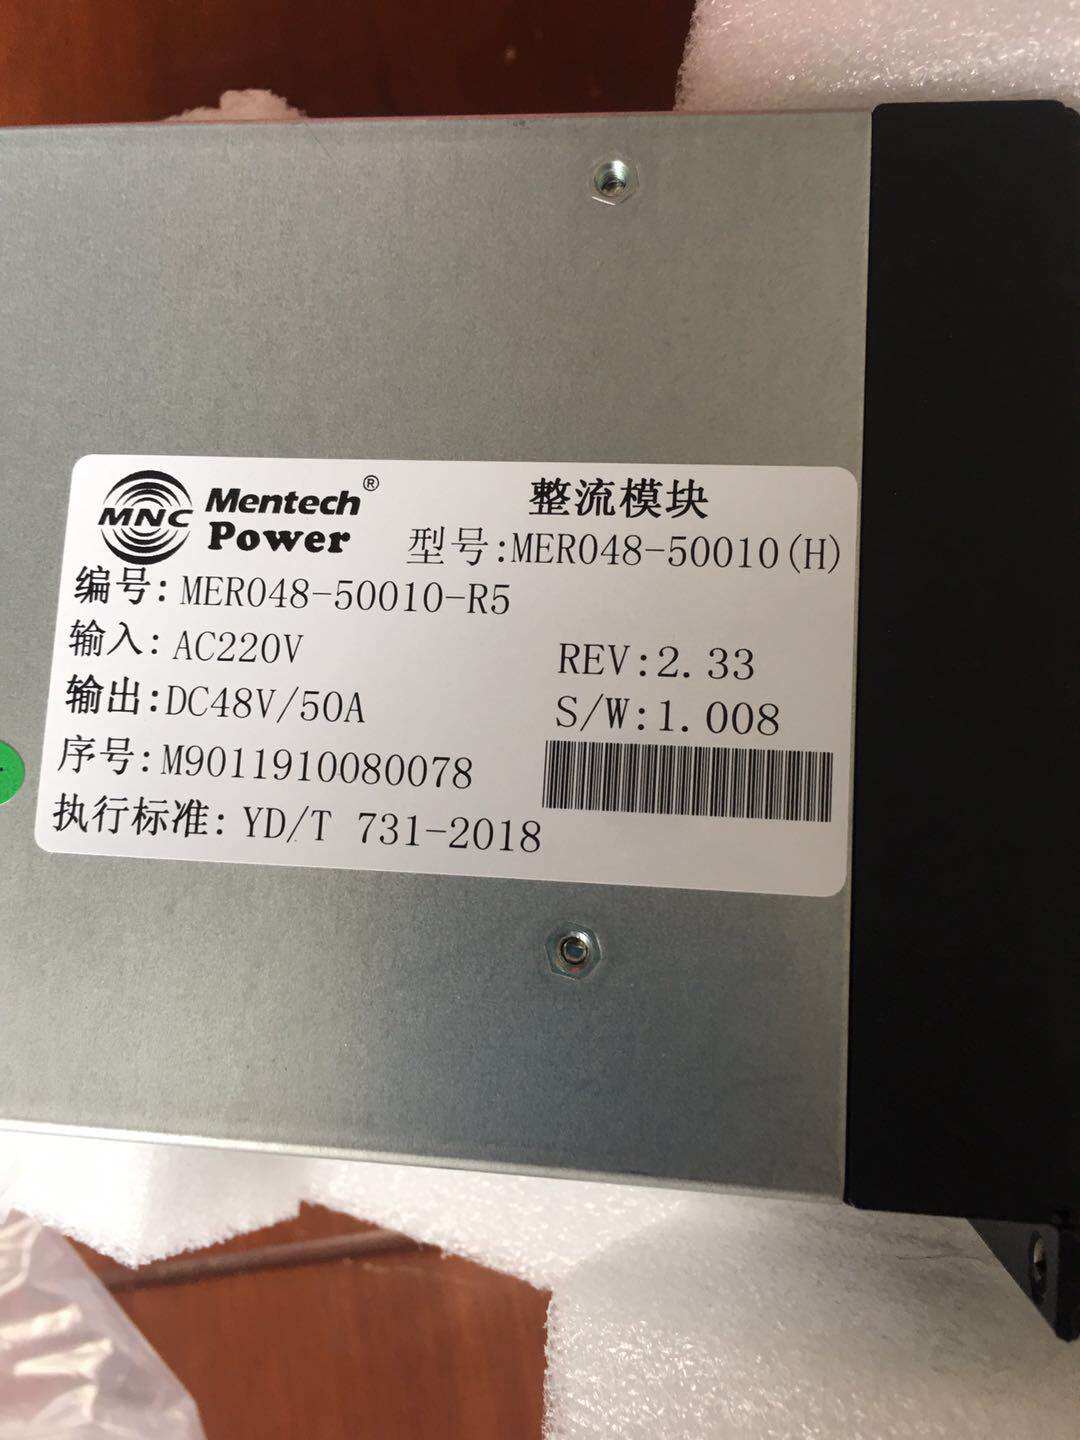 MNC Mentech® Power
整流模块
型号:MER048-50010(H)
编号: MER048-50010-R5
输入: AC220V
REV:2.33
输出:DC48V/50A
S/W:1.008
序号:M9011910080078
执行标准: YD/T 731-2018